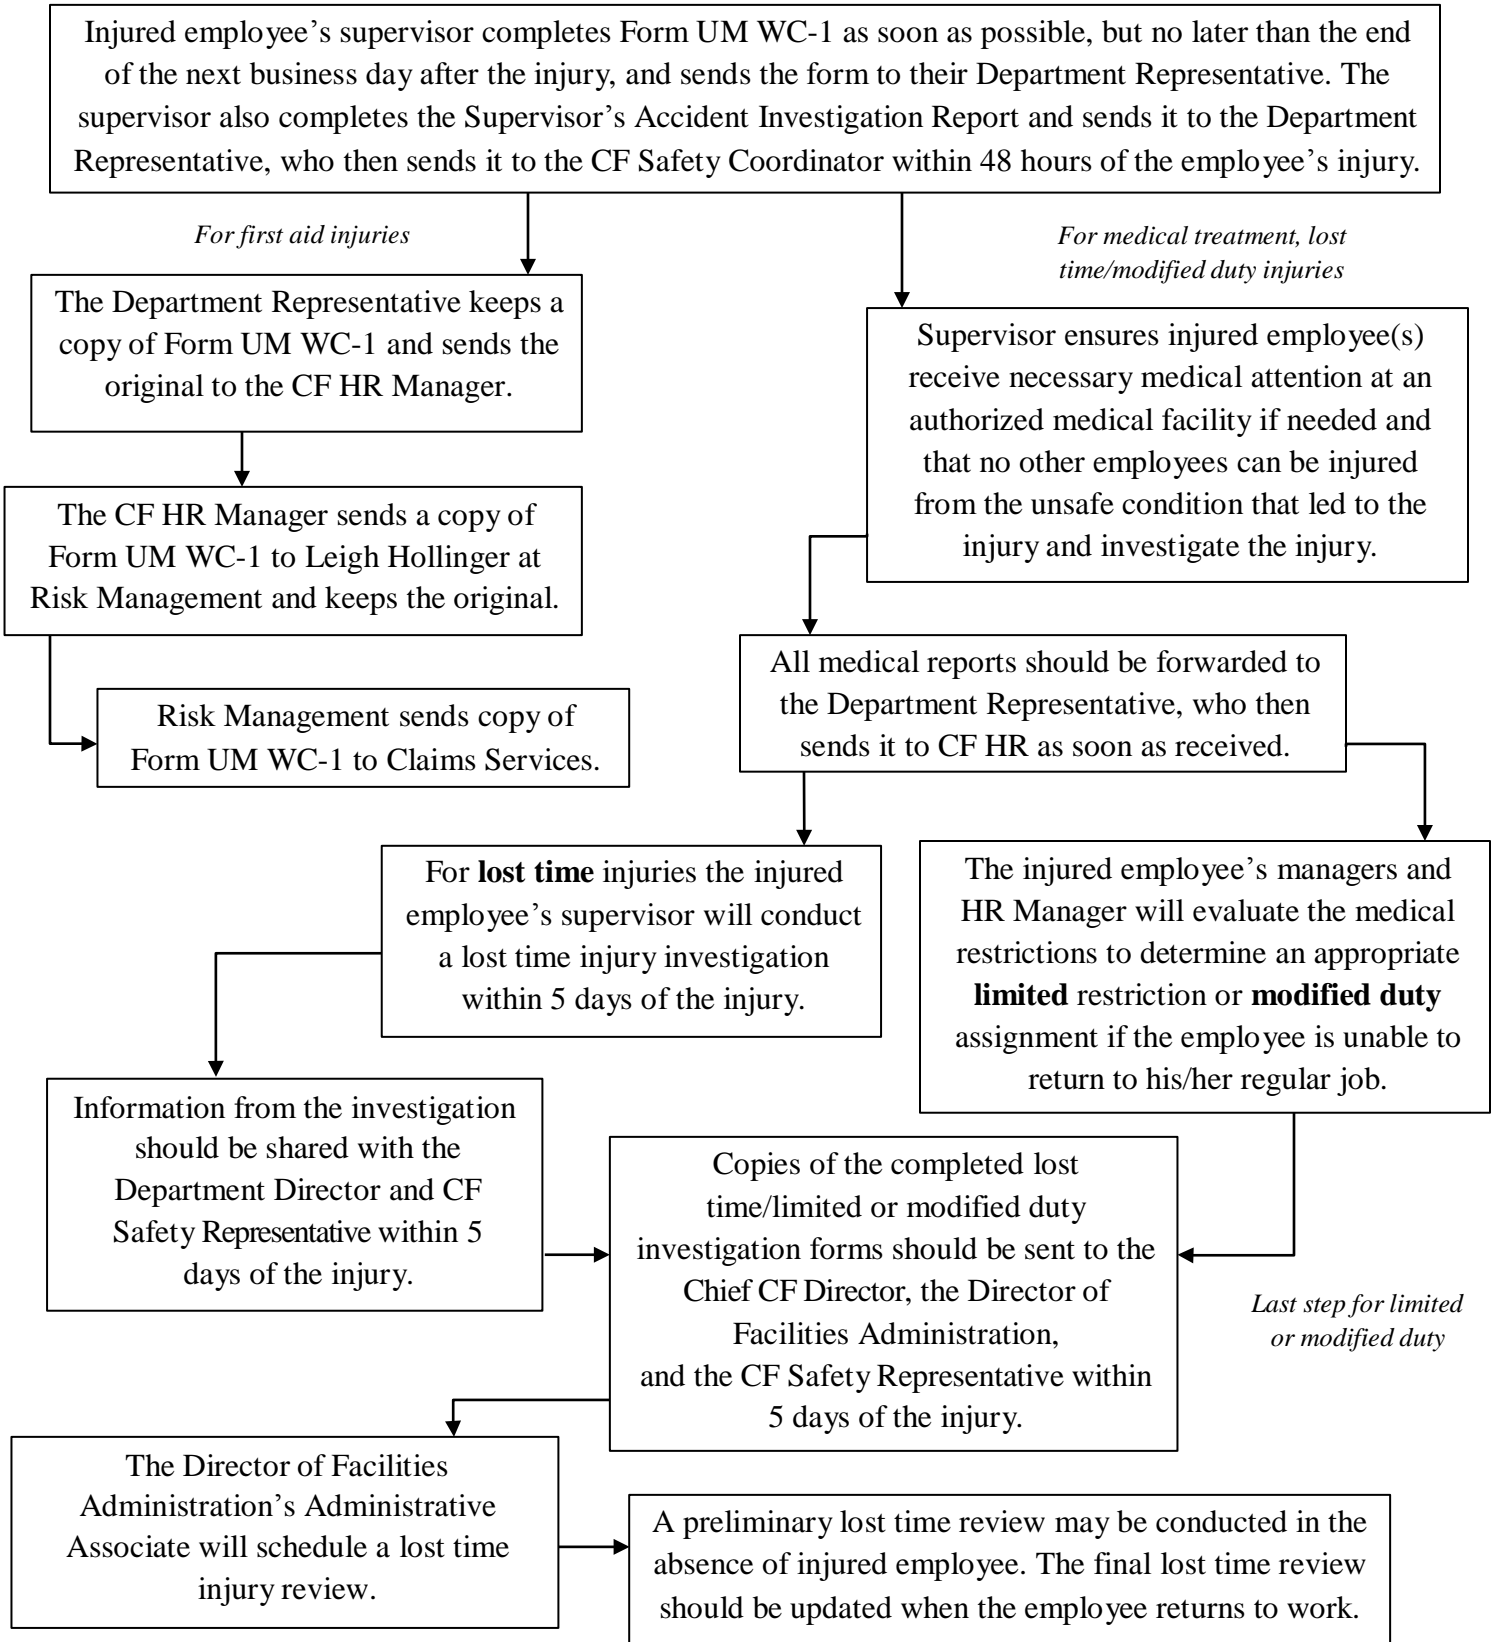 Injured employee’s supervisor completes Form UM WC-1 as soon as possible, but no later than the end
of the next business day after the injury, and sends the form to their Department Representative. The
supervisor also completes the Supervisor’s Accident Investigation Report and sends it to the Department
Representative, who then sends it to the CF Safety Coordinator within 48 hours of the employee’s injury.
For first aid injuries
The Department Representative keeps a
copy of Form UM WC-1 and sends the
original to the CF HR Manager.
The CF HR Manager sends a copy of
Form UM WC-1 to Leigh Hollinger at
Risk Management and keeps the original.
Risk Management sends copy of
Form UM WC-1 to Claims Services.
For medical treatment, lost
time/modified duty injuries
Supervisor ensures injured employee(s)
receive necessary medical attention at an
authorized medical facility if needed and
that no other employees can be injured
from the unsafe condition that led to the
injury and investigate the injury.
All medical reports should be forwarded to
the Department Representative, who then
sends it to CF HR as soon as received.
For lost time injuries the injured
employee’s supervisor will conduct
a lost time injury investigation
within 5 days of the injury.
The injured employee’s managers and
HR Manager will evaluate the medical
restrictions to determine an appropriate
limited restriction or modified duty
assignment if the employee is unable to
return to his/her regular job.
Information from the investigation
should be shared with the
Department Director and CF
Safety Representative within 5
days of the injury.
Copies of the completed lost
time/limited or modified duty
investigation forms should be sent to the
Chief CF Director, the Director of
Facilities Administration,
and the CF Safety Representative within
5 days of the injury.
Last step for limited
or modified duty
The Director of Facilities
Administration’s Administrative
Associate will schedule a lost time
injury review.
A preliminary lost time review may be conducted in the
absence of injured employee. The final lost time review
should be updated when the employee returns to work.